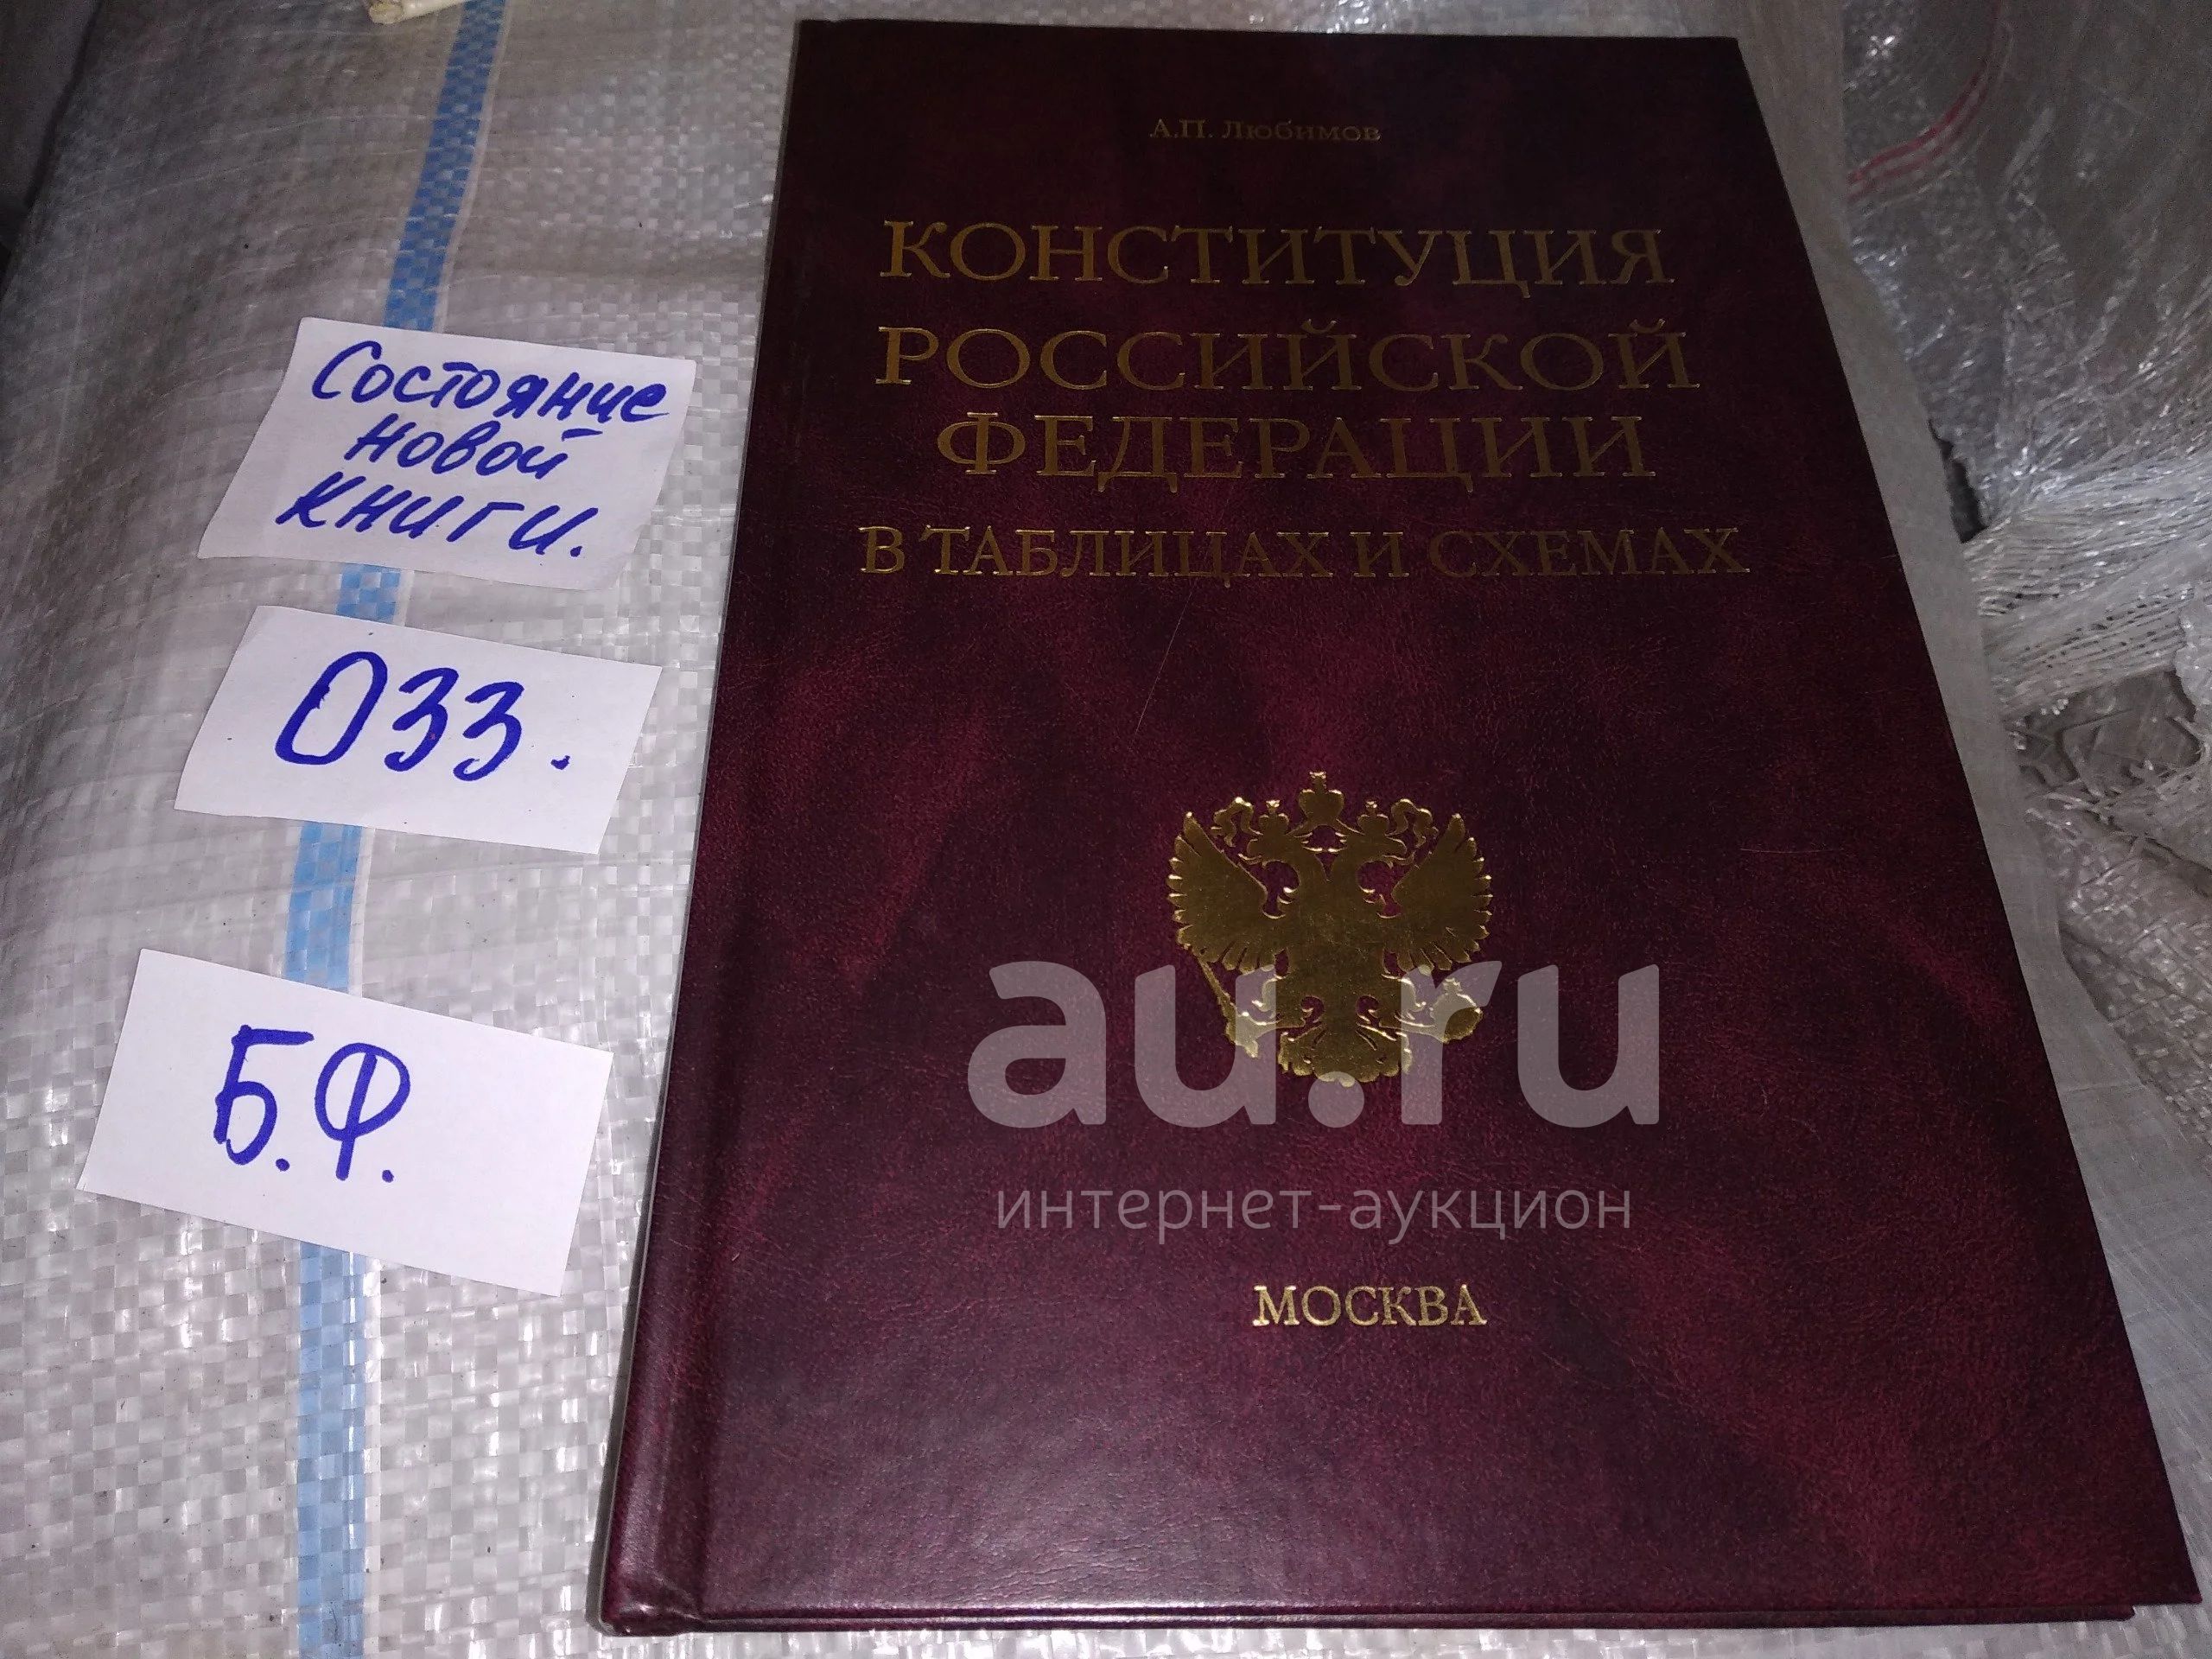 А.П. Любимов
КОНСТИТУЦИЯ
РОССИЙСКОЙ
ФЕДЕРАЦИИ
В ТАБЛИЦАХ И СХЕМАХ
МОСКВА
Состояние
новой
книги.
033.
Б.Ф.
au.ru
интернет-аукцион